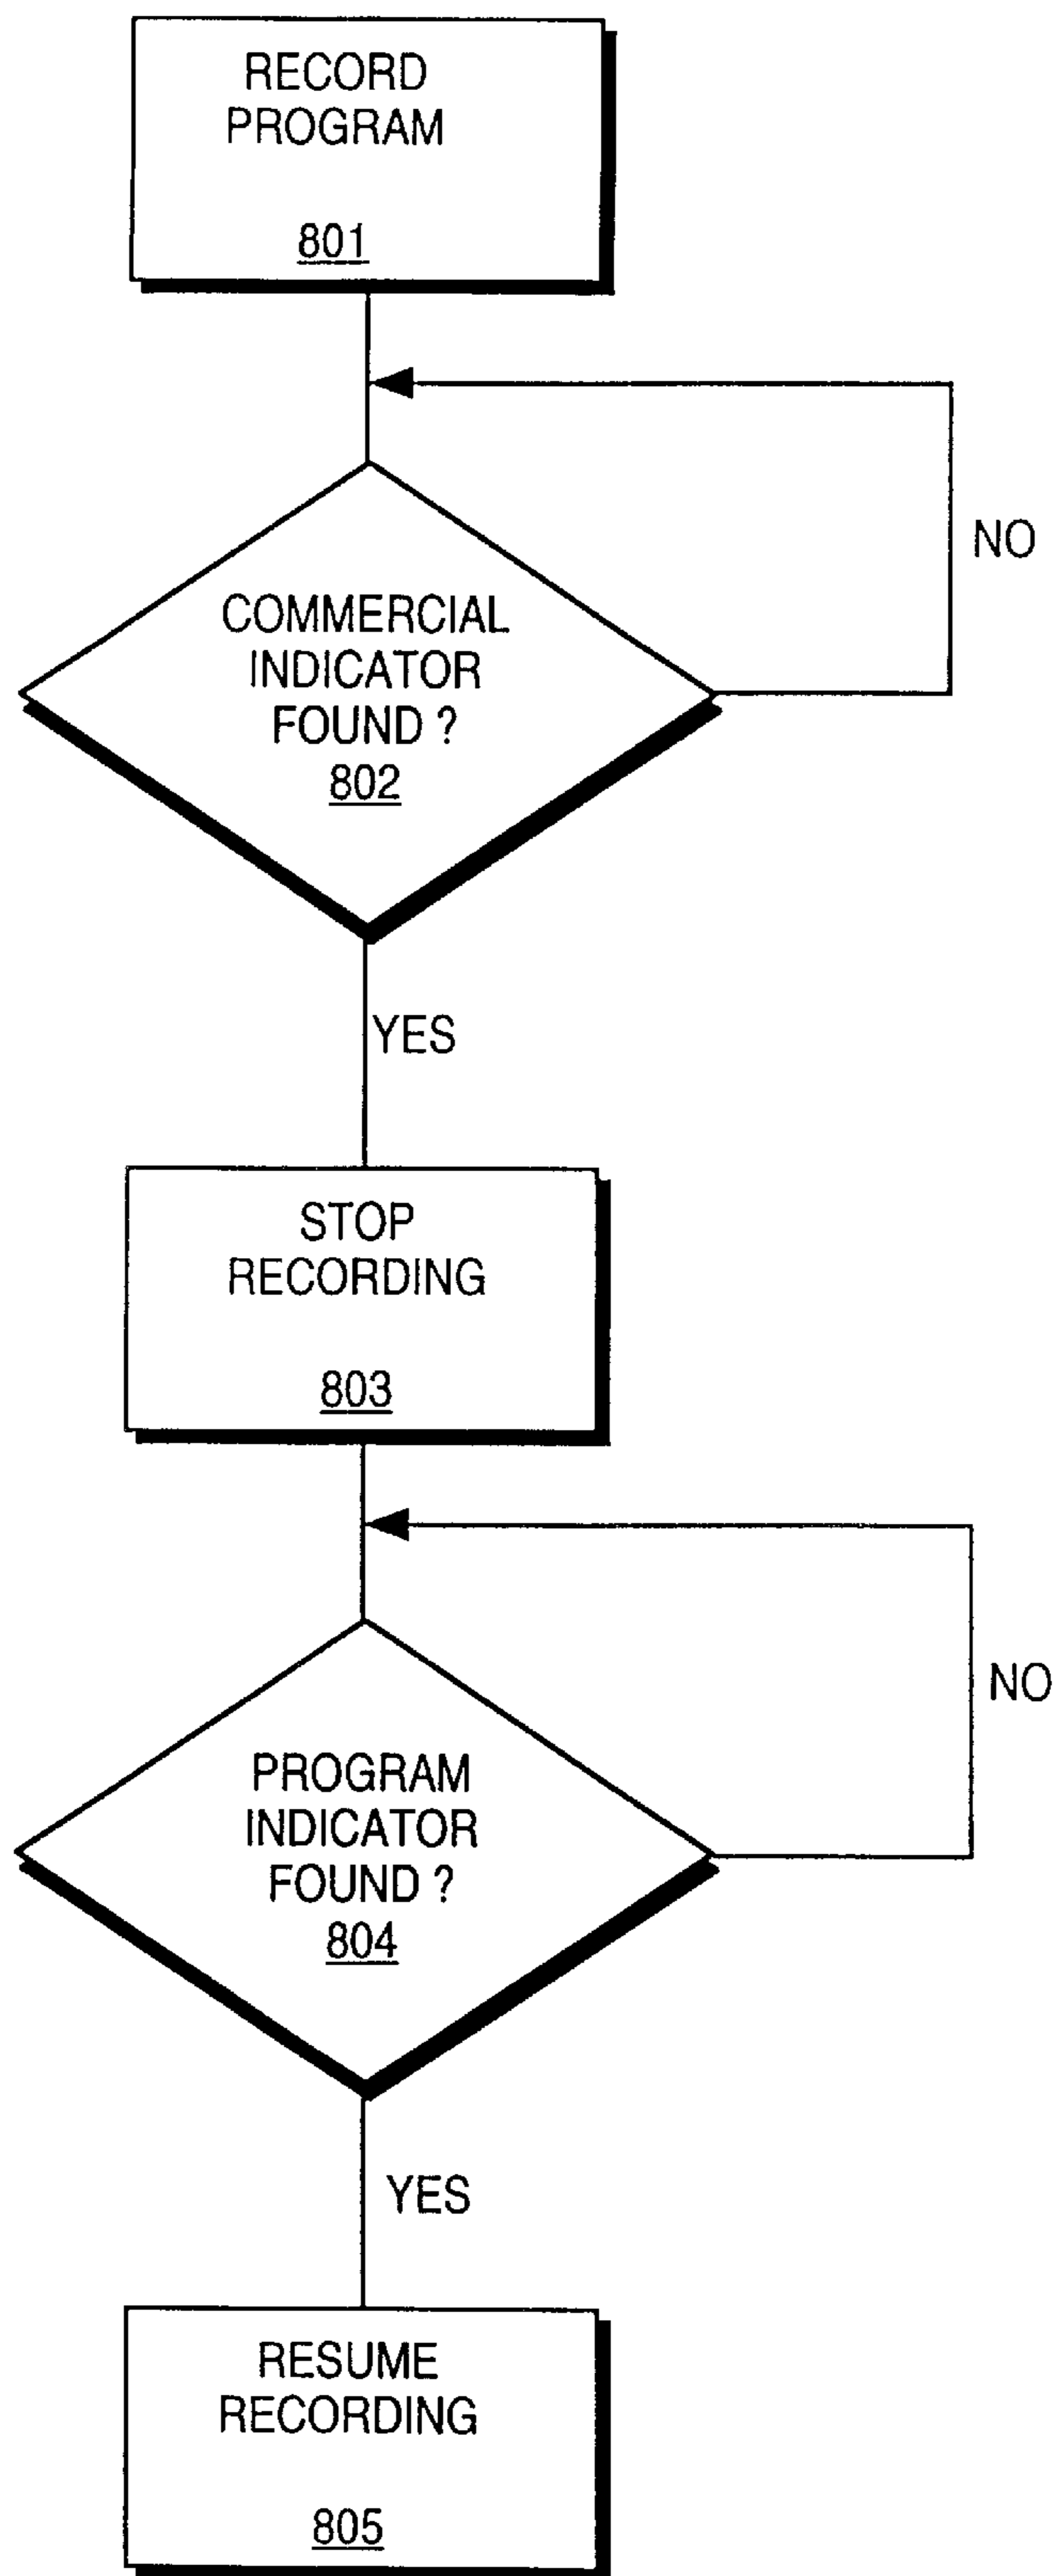 RECORD
PROGRAM
801
COMMERCIAL
INDICATOR
FOUND ?
802
NO
YES
STOP
RECORDING
803
PROGRAM
INDICATOR
FOUND ?
804
NO
YES
RESUME
RECORDING
805